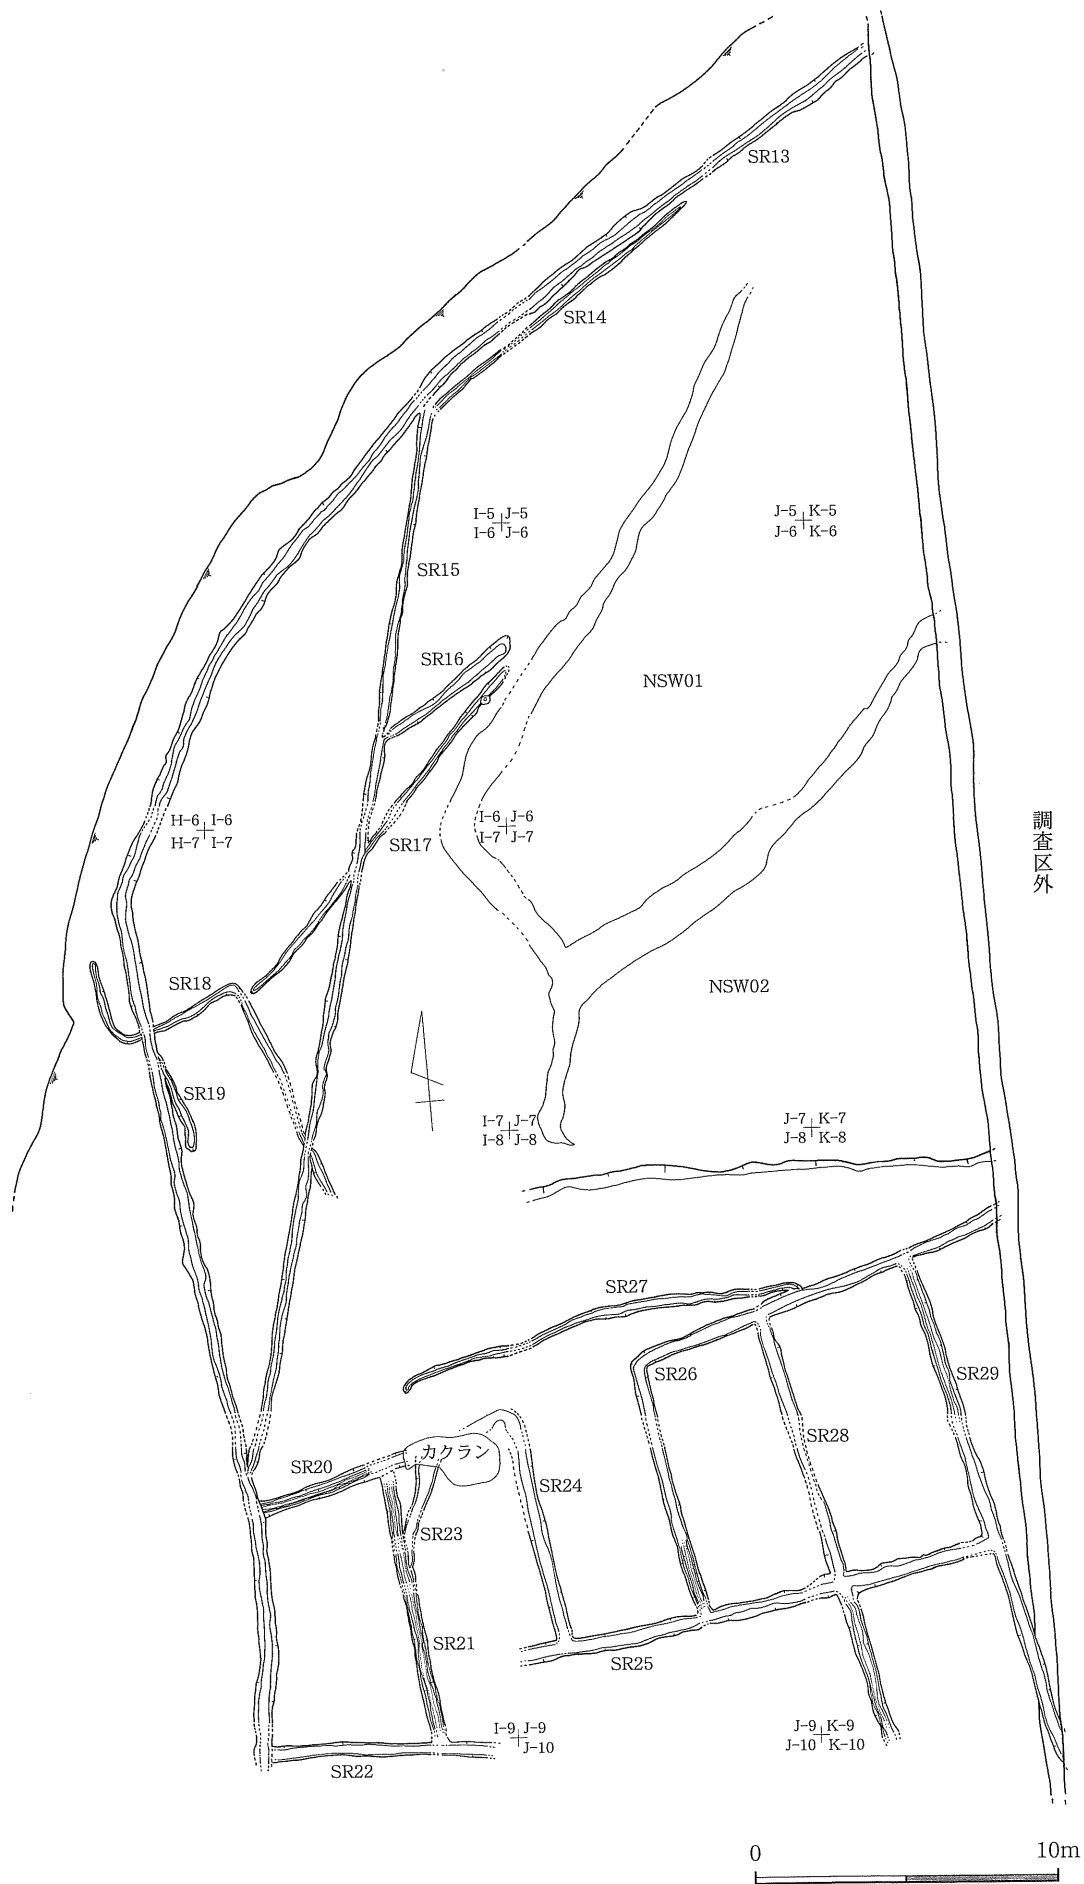 SR13
SR14
I-5 J-5
I-6 J-6
J-5 K-5
J-6 K-6
SR15
SR16
NSW01
H-6 I-6
H-7 I-7
I-6 J-6
I-7 J-7
SR17
調査区外
SR18
NSW02
SR19
I-7 J-7
I-8 J-8
J-7 K-7
J-8 K-8
SR27
SR26
SR29
カクラン
SR20
SR28
SR24
SR23
SR21
SR25
I-9 J-9
J-10
J-9 K-9
J-10 K-10
SR22
0 10m